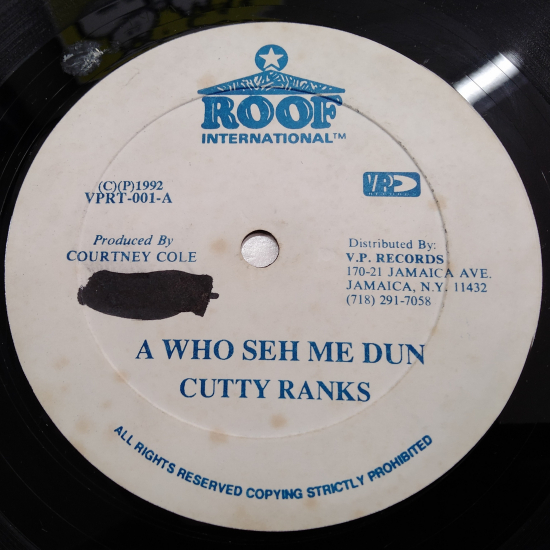 ROOF
INTERNATIONAL™
(C)(P)1992
VPRT-001-A
VP
RECORDS
Produced By
COURTNEY COLE
Distributed By:
V.P. RECORDS
170-21 JAMAICA AVE.
JAMAICA, N.Y. 11432
(718) 291-7058
A WHO SEH ME DUN
CUTTY RANKS
ALL RIGHTS RESERVED COPYING STRICTLY PROHIBITED